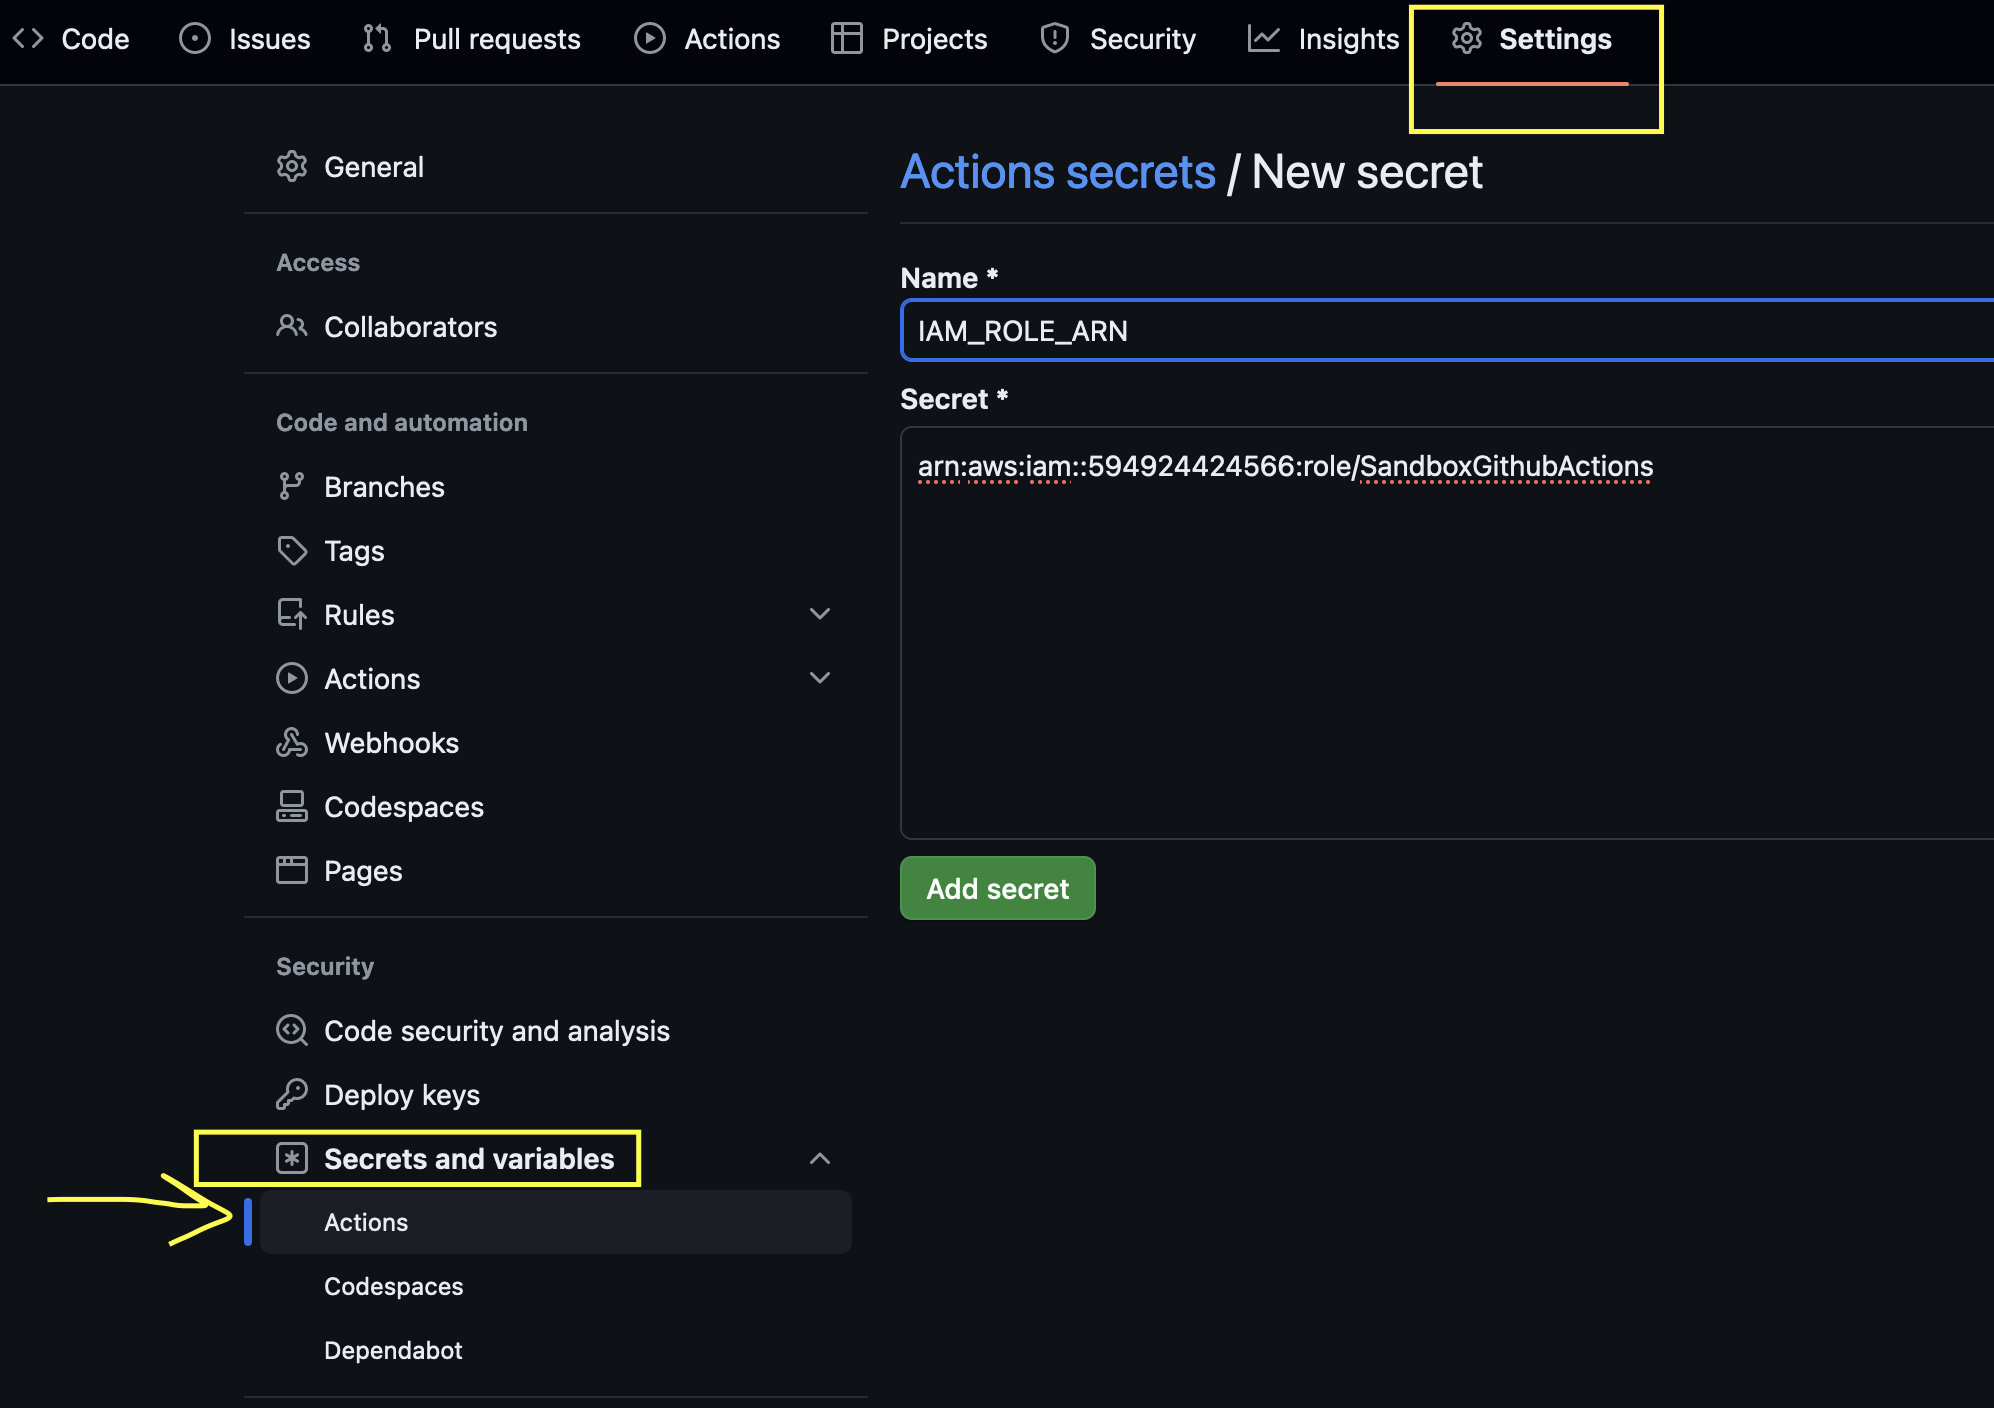 Code Issues Pull requests Actions Projects Security Insights Settings
General
Access
Collaborators
Code and automation
Branches
Tags
Rules
Actions
Webhooks
Codespaces
Pages
Security
Code security and analysis
Deploy keys
Secrets and variables
Actions
Codespaces
Dependabot
Actions secrets / New secret
Name *
IAM_ROLE_ARN
Secret *
arn:aws:iam::594924424566:role/SandboxGithubActions
Add secret